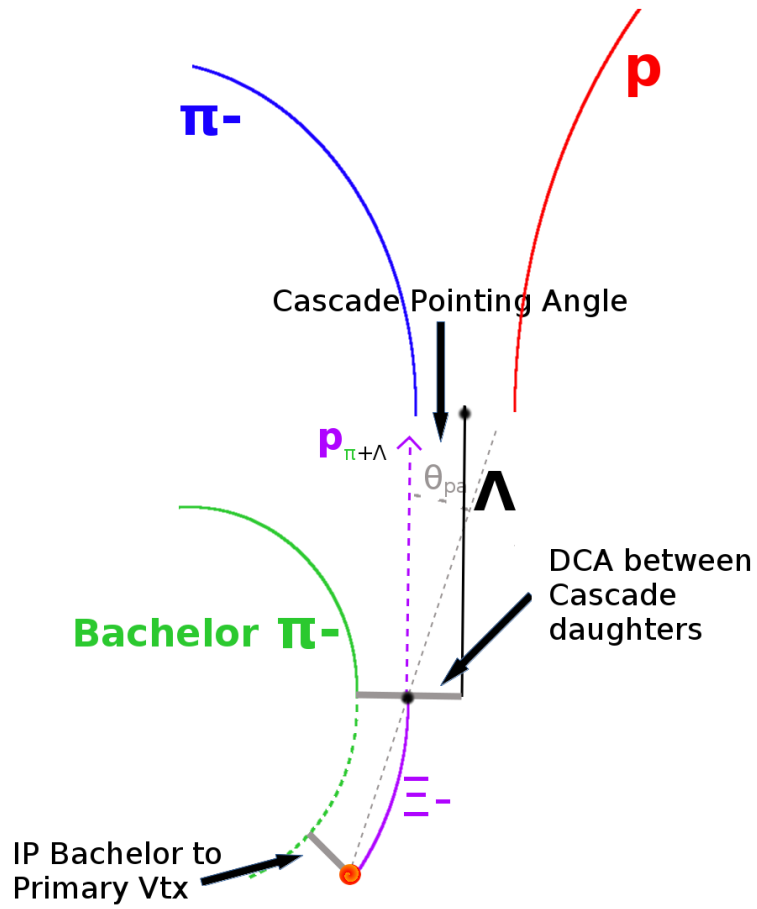 π-
p
Cascade Pointing Angle
pπ+Λ
θpa
Λ
DCA between
Cascade
daughters
Bachelor π-
Ξ-
IP Bachelor to
Primary Vtx